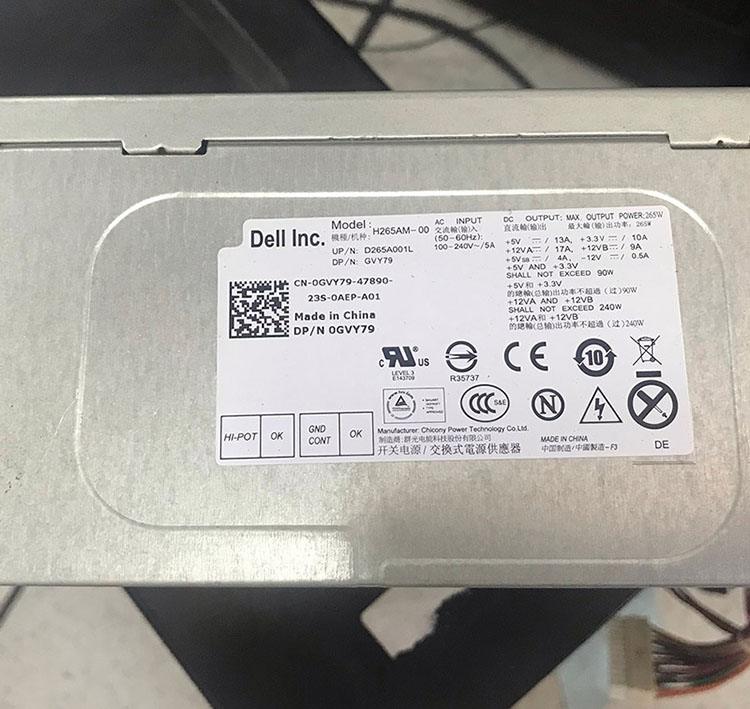 Dell Inc.
Model: H265AM-00
機種/机种:
UP/N: D265A001L
DP/N: GVY79
AC INPUT
交流輸(输)入
(50-60Hz):
100-240V~/5A
DC OUTPUT: MAX. OUTPUT POWER:265W
直流輸(输)出 最大輸(输)出功率: 265W
+5V ⎓ / 13A, +3.3V ⎓ / 10A
+12VA ⎓ / 17A, +12VB ⎓ / 9A
+5VSB ⎓ / 4A, -12V ⎓ / 0.5A
+5V AND +3.3V
SHALL NOT EXCEED 90W
+5V 和 +3.3V
的總(总输)出功率不超過(过)90W
+12VA AND +12VB
SHALL NOT EXCEED 240W
+12VA 和 +12VB
的總(总输)出功率不超過(过)240W
CN-0GVY79-47890-
23S-0AEP-A01
Made in China
DP/N 0GVY79
c RU ® US
LEVEL 3
E143709
R35737
CE
10
CCC S&E
N
HI-POT OK
GND CONT OK
Manufacturer: Chicony Power Technology Co.Ltd.
制造商: 群光电能科技股份有限公司
开关电源 / 交換式電源供應器
MADE IN CHINA
中国制造/中國製造-F3
DE